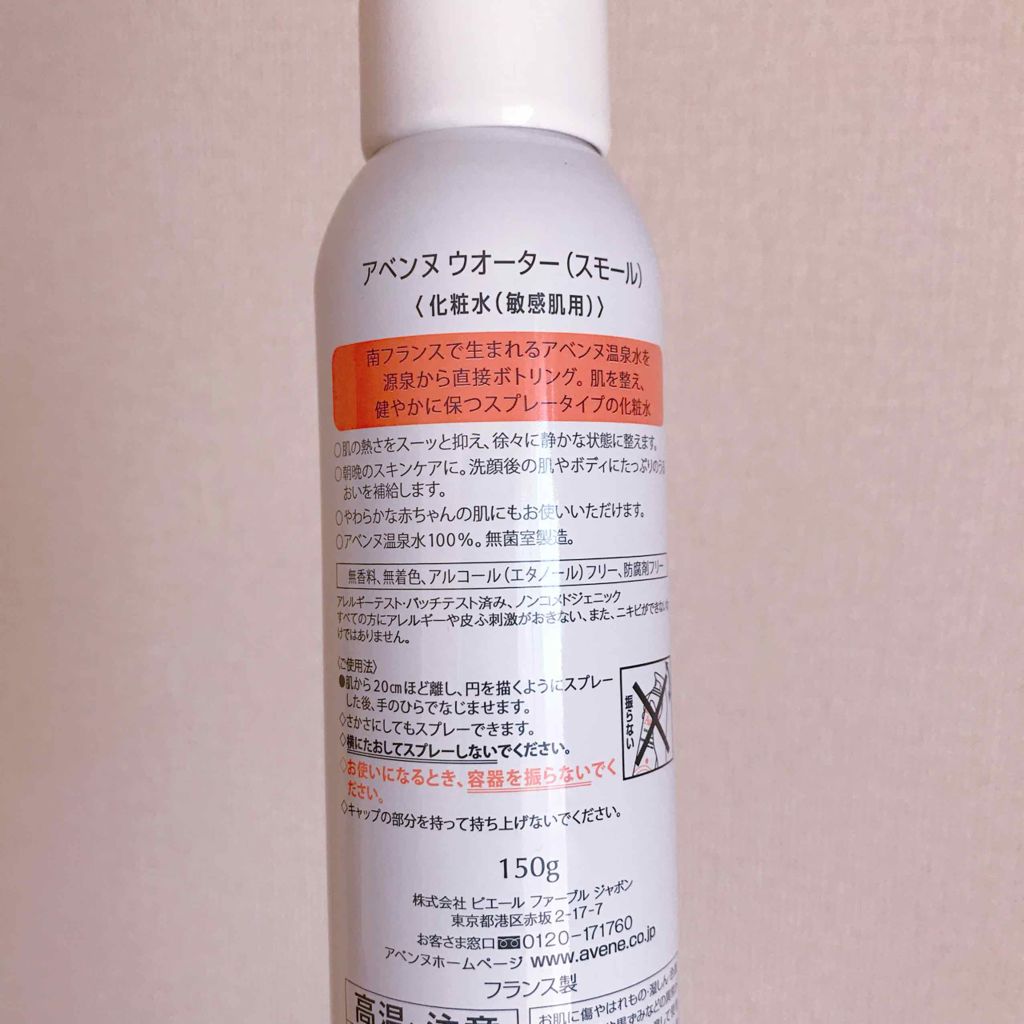 アベンヌ ウオーター(スモール)
〈化粧水(敏感肌用)〉
南フランスで生まれるアベンヌ温泉水を
源泉から直接ボトリング。肌を整え、
健やかに保つスプレータイプの化粧水
○肌の熱さをスーッと抑え、徐々に静かな状態に整えます。
○朝晩のスキンケアに。洗顔後の肌やボディにたっぷりのうる
おいを補給します。
○やわらかな赤ちゃんの肌にもお使いいただけます。
○アベンヌ温泉水100%。無菌室製造。
無香料、無着色、アルコール(エタノール)フリー、防腐剤フリー
アレルギーテスト・パッチテスト済み、ノンコメドジェニック
すべての方にアレルギーや皮ふ刺激がおきない、また、ニキビができない
けではありません。
〈ご使用法〉
●肌から20cmほど離し、円を描くようにスプレー
した後、手のひらでなじませます。
◇さかさにしてもスプレーできます。
◇横にたおしてスプレーしないでください。
◇お使いになるとき、容器を振らないでく
ださい。
◇キャップの部分を持って持ち上げないでください。
振らない
150g
株式会社 ピエール ファーブル ジャポン
東京都港区赤坂2-17-7
お客さま窓口 0120-171760
アベンヌホームページ www.avene.co.jp
フランス製
高温 注意
お肌に傷やはれもの・湿しん